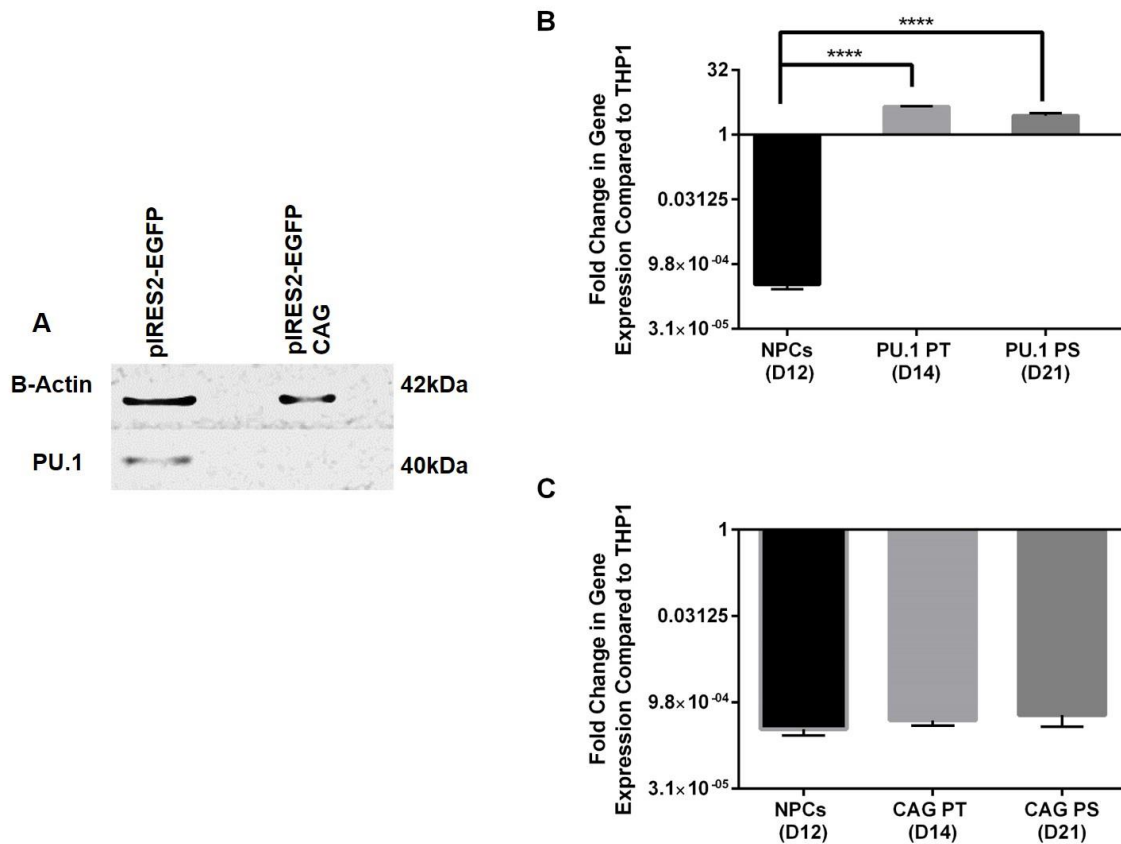 A
pIRES2-EGFP
pIRES2-EGFP
CAG
B-Actin
42kDa
PU.1
40kDa
B
Fold Change in Gene
Expression Compared to THP1
32
1
0.03125
9.8×10⁻⁰⁴
3.1×10⁻⁰⁵
****
****
NPCs
(D12)
PU.1 PT
(D14)
PU.1 PS
(D21)
C
Fold Change in Gene
Expression Compared to THP1
1
0.03125
9.8×10⁻⁰⁴
3.1×10⁻⁰⁵
NPCs
(D12)
CAG PT
(D14)
CAG PS
(D21)